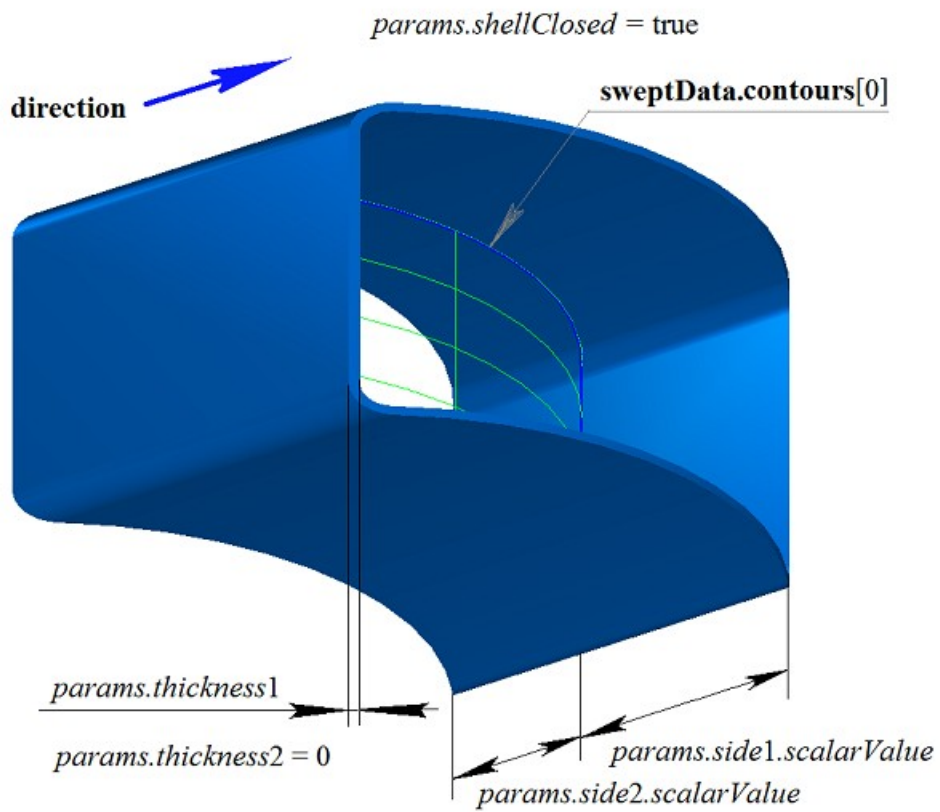 params.shellClosed = true
direction
sweptData.contours[0]
params.thickness1
params.thickness2 = 0
params.side1.scalarValue
params.side2.scalarValue